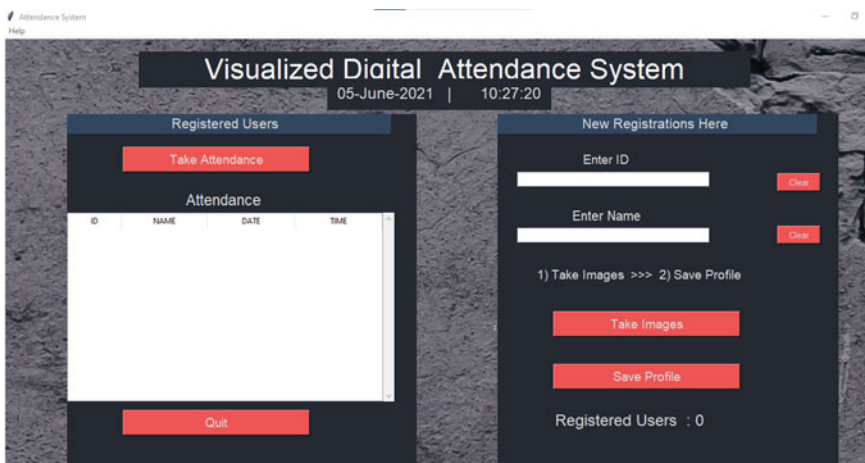 Attendance System
Help
Visualized Digital Attendance System
05-June-2021 | 10:27:20
Registered Users
Take Attendance
Attendance
ID NAME DATE TIME
Quit
New Registrations Here
Enter ID
Clear
Enter Name
Clear
1) Take Images >>> 2) Save Profile
Take Images
Save Profile
Registered Users : 0